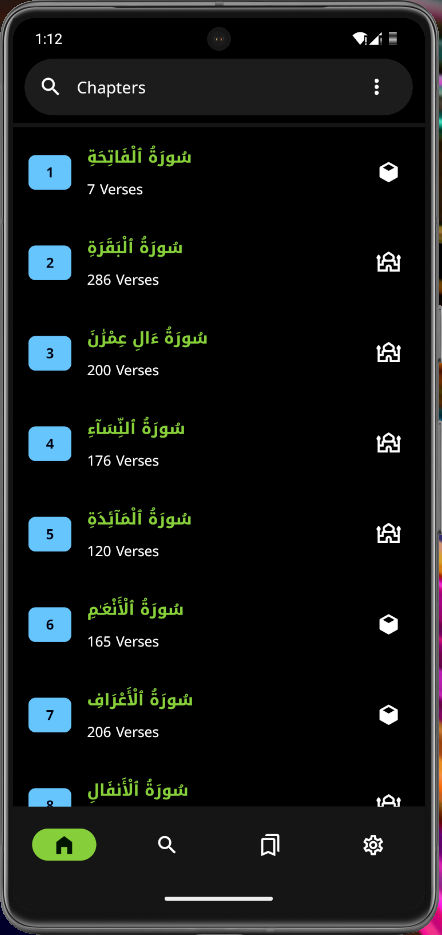 1:12
Chapters
1
سُورَةُ ٱلْفَاتِحَةِ
7 Verses
2
سُورَةُ ٱلْبَقَرَةِ
286 Verses
3
سُورَةُ ءَالِ عِمْرَٰنَ
200 Verses
4
سُورَةُ ٱلنِّسَآءِ
176 Verses
5
سُورَةُ ٱلْمَآئِدَةِ
120 Verses
6
سُورَةُ ٱلْأَنْعَٰمِ
165 Verses
7
سُورَةُ ٱلْأَعْرَافِ
206 Verses
8
سُورَةُ ٱلْأَنفَالِ